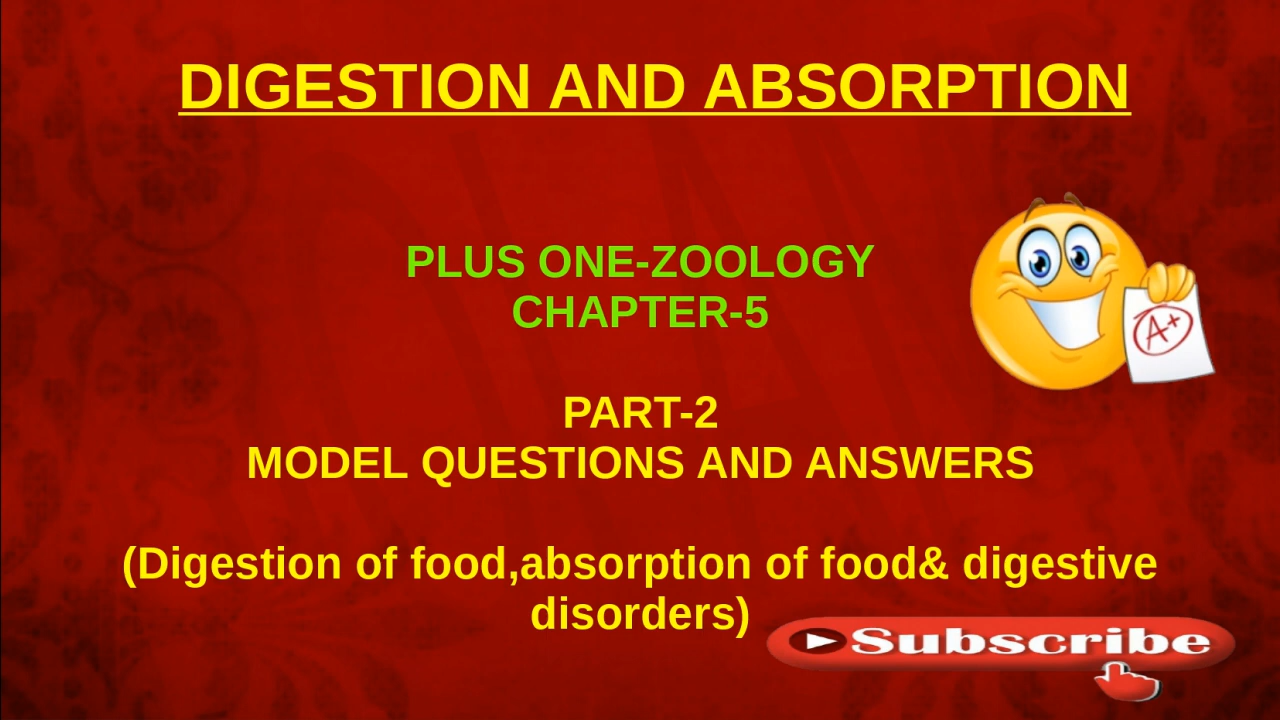 DIGESTION AND ABSORPTION
PLUS ONE-ZOOLOGY
CHAPTER-5
A+
PART-2
MODEL QUESTIONS AND ANSWERS
(Digestion of food,absorption of food& digestive
disorders)
Subscribe